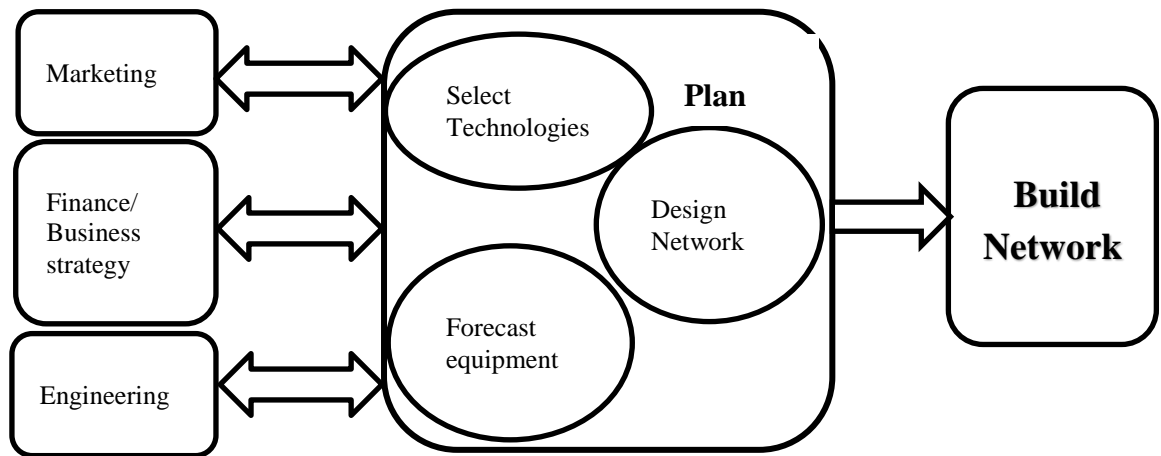 Marketing
Finance/
Business
strategy
Engineering
Select
Technologies
Plan
Design
Network
Forecast
equipment
Build
Network